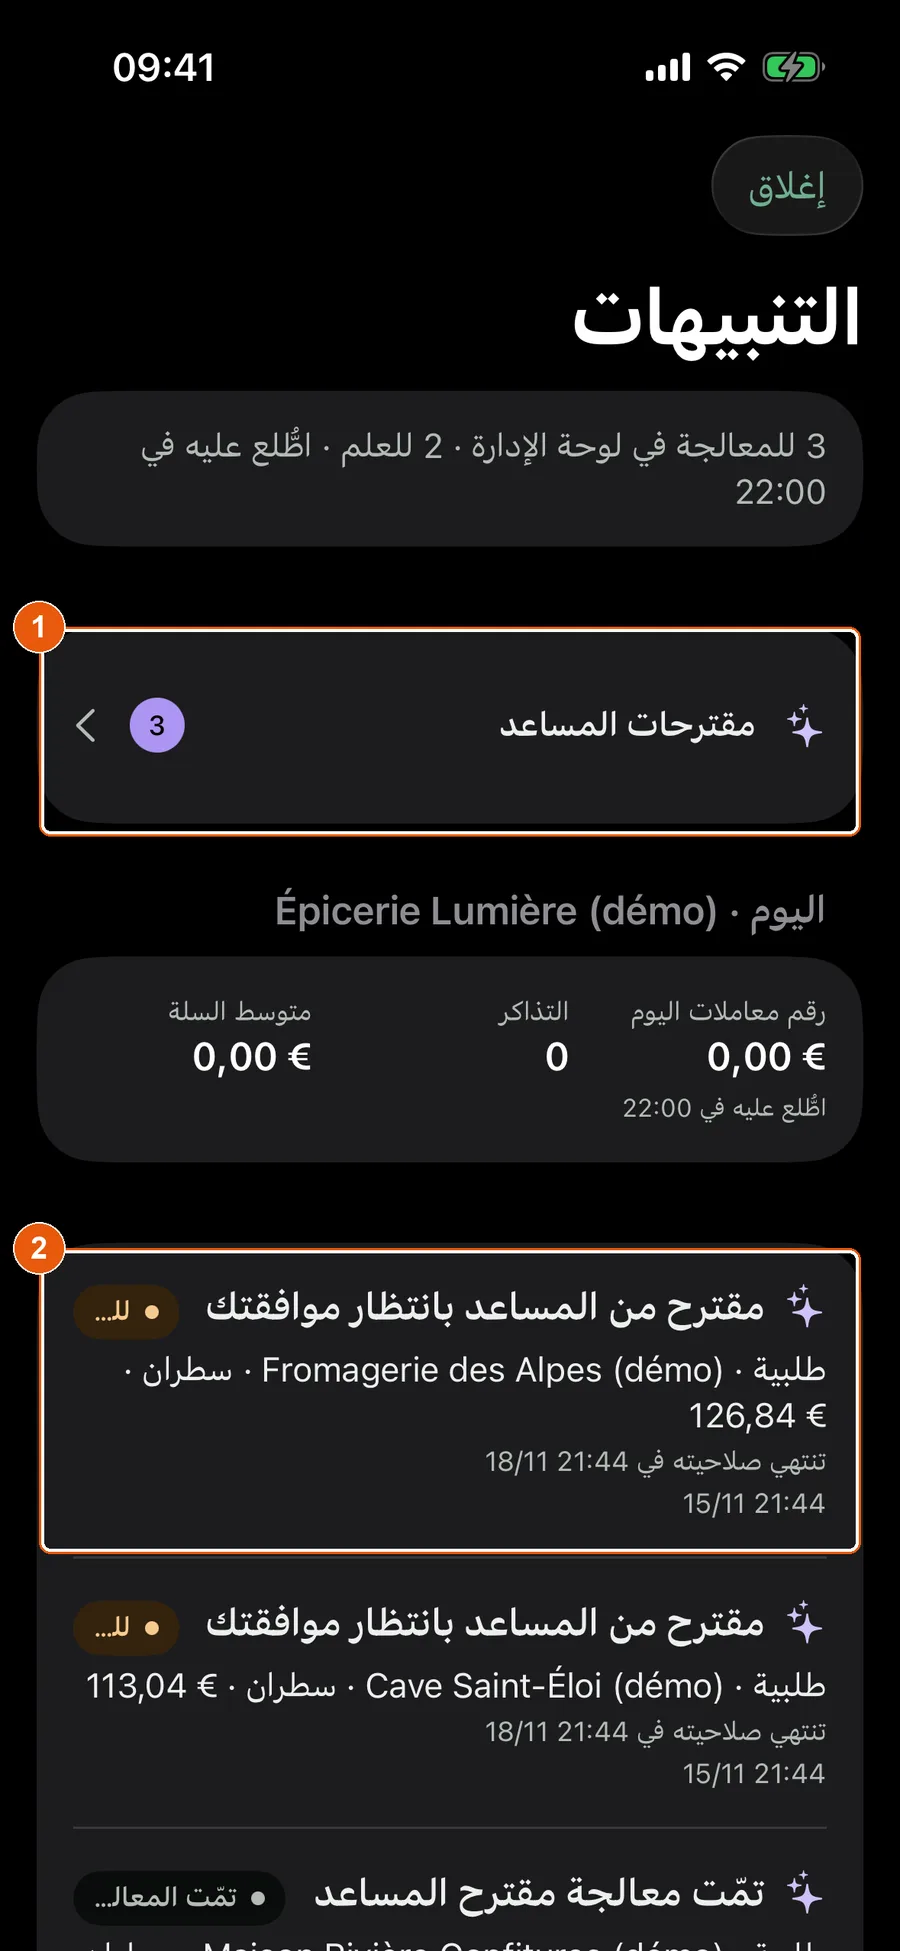 09:41
إغلاق
التنبيهات
3 للمعالجة في لوحة الإدارة · 2 للعلم · اطُّلع عليه في
22:00
1
مقترحات المساعد
3
اليوم · Épicerie Lumière (démo)
رقم معاملات اليوم
التذاكر
متوسط السلة
0,00 €
0
0,00 €
اطُّلع عليه في 22:00
2
مقترح من المساعد بانتظار موافقتك
للـ...
طلبية · Fromagerie des Alpes (démo) · سطران ·
126,84 €
تنتهي صلاحيته في 21:44 18/11
15/11 21:44
مقترح من المساعد بانتظار موافقتك
للـ...
طلبية · Cave Saint-Éloi (démo) · سطران · 113,04 €
تنتهي صلاحيته في 21:44 18/11
15/11 21:44
تمّت معالجة مقترح المساعد
تمّت المعالـ...